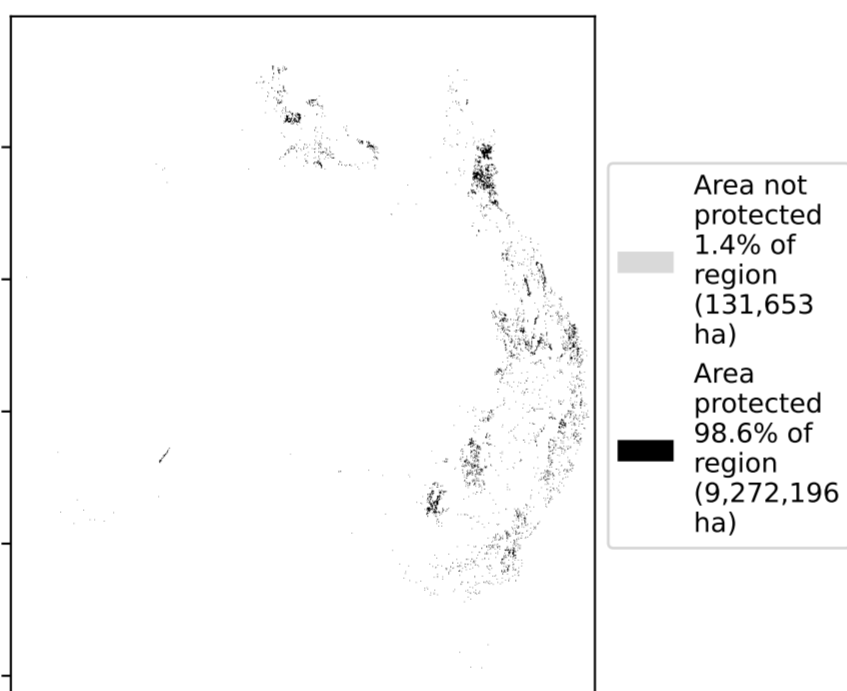 Area not
protected
1.4% of
region
(131,653
ha)
Area
protected
98.6% of
region
(9,272,196
ha)